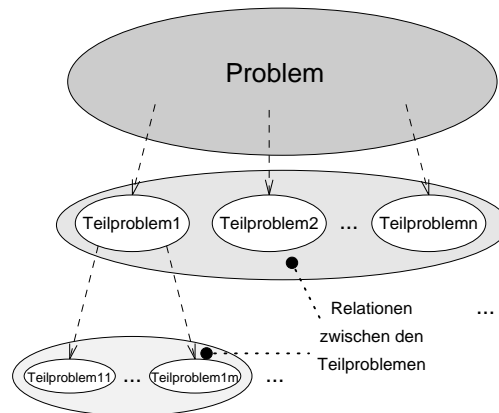 Problem
Teilproblem1 Teilproblem2 ... Teilproblemn
Relationen ...
zwischen den
Teilproblemen
Teilproblem11 ... Teilproblem1m ...